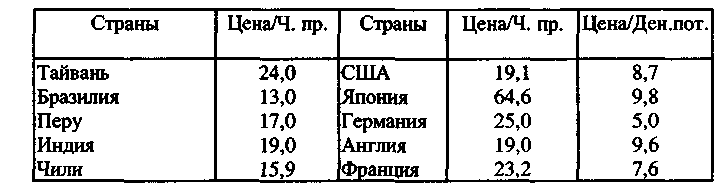 Страны Цена/Ч. пр. Страны Цена/Ч. пр. Цена/Ден.пот.
Тайвань 24,0 США 19,1 8,7
Бразилия 13,0 Япония 64,6 9,8
Перу 17,0 Германия 25,0 5,0
Индия 19,0 Англия 19,0 9,6
Чили 15,9 Франция 23,2 7,6